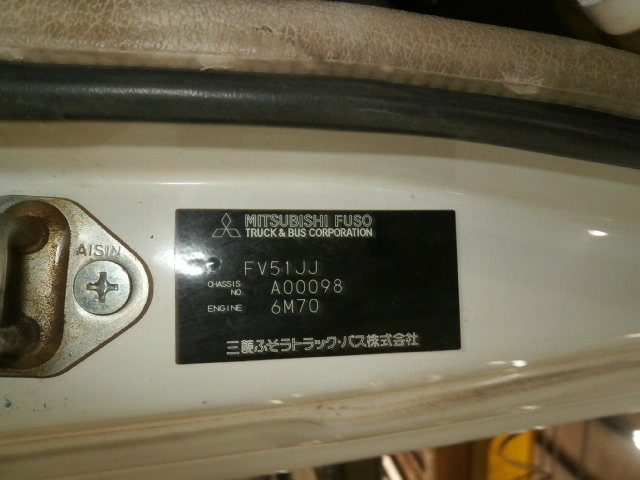 MITSUBISHI FUSO
TRUCK & BUS CORPORATION
AISIN
FV51JJ
CHASSIS NO. A00098
ENGINE 6M70
三菱ふそうトラック・バス株式会社